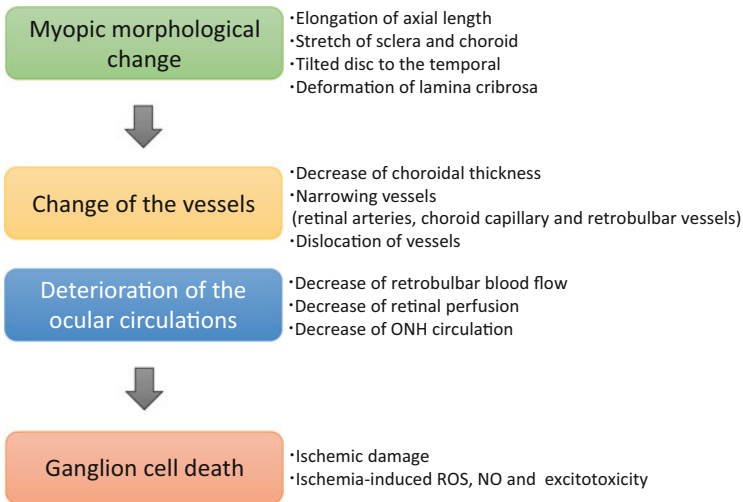 Myopic morphological
change
·Elongation of axial length
·Stretch of sclera and choroid
·Tilted disc to the temporal
·Deformation of lamina cribrosa
Change of the vessels
·Decrease of choroidal thickness
·Narrowing vessels
(retinal arteries, choroid capillary and retrobulbar vessels)
·Dislocation of vessels
Deterioration of the
ocular circulations
·Decrease of retrobulbar blood flow
·Decrease of retinal perfusion
·Decrease of ONH circulation
Ganglion cell death
·Ischemic damage
·Ischemia-induced ROS, NO and excitotoxicity